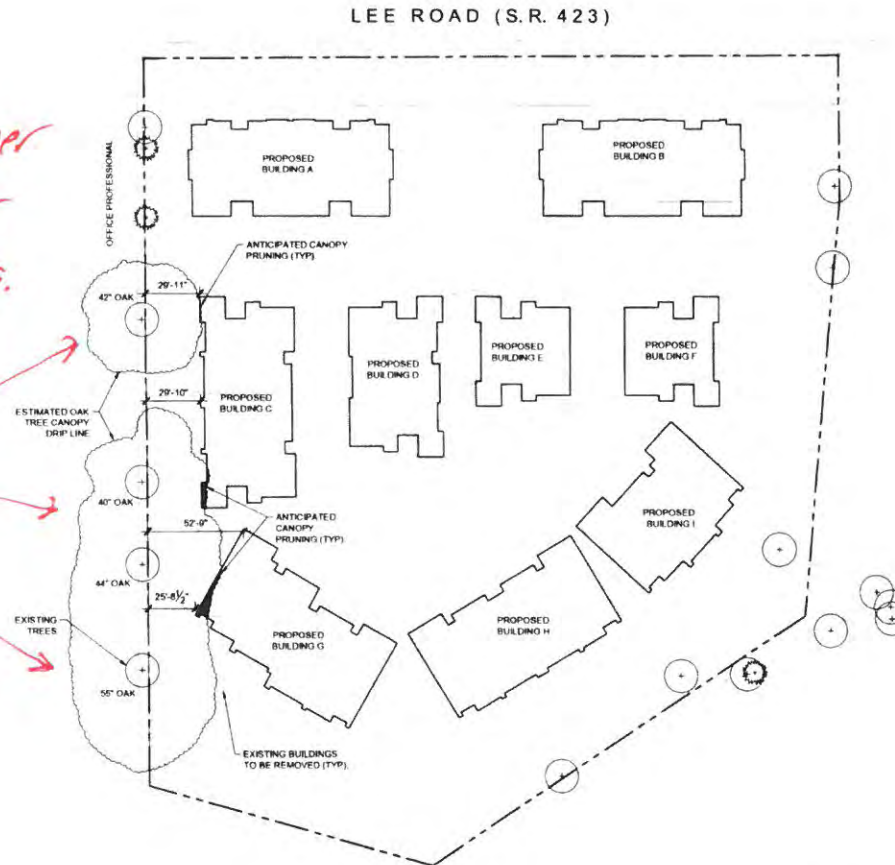 LEE ROAD (S.R. 423)
OFFICE PROFESSIONAL
PROPOSED
BUILDING A
PROPOSED
BUILDING B
ANTICIPATED CANOPY
PRUNING (TYP)
29'-11"
42" OAK
PROPOSED
BUILDING C
PROPOSED
BUILDING D
PROPOSED
BUILDING E
PROPOSED
BUILDING F
29'-10"
ESTIMATED OAK
TREE CANOPY
DRIP LINE
40" OAK
52'-9"
ANTICIPATED
CANOPY
PRUNING (TYP).
PROPOSED
BUILDING I
44" OAK
25'-8½"
EXISTING
TREES
PROPOSED
BUILDING G
PROPOSED
BUILDING H
55" OAK
EXISTING BUILDINGS
TO BE REMOVED (TYP).